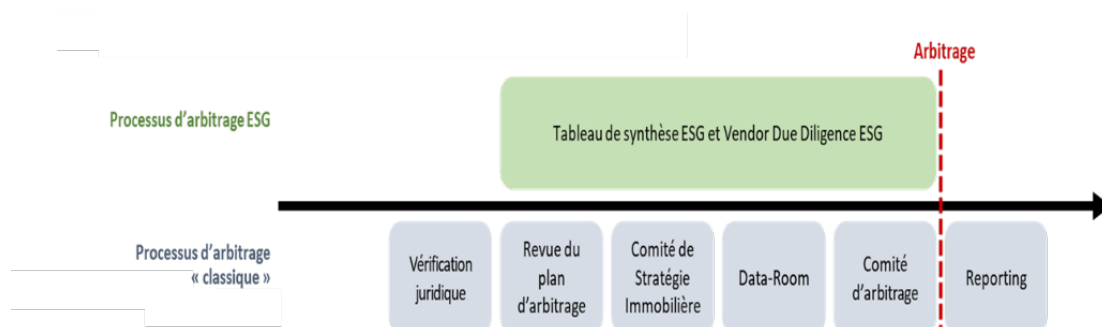 Arbitrage
Processus d'arbitrage ESG
Tableau de synthèse ESG et Vendor Due Diligence ESG
Processus d'arbitrage
« classique »
Vérification
juridique
Revue du
plan
d'arbitrage
Comité de
Stratégie
Immobilière
Data-Room
Comité
d'arbitrage
Reporting